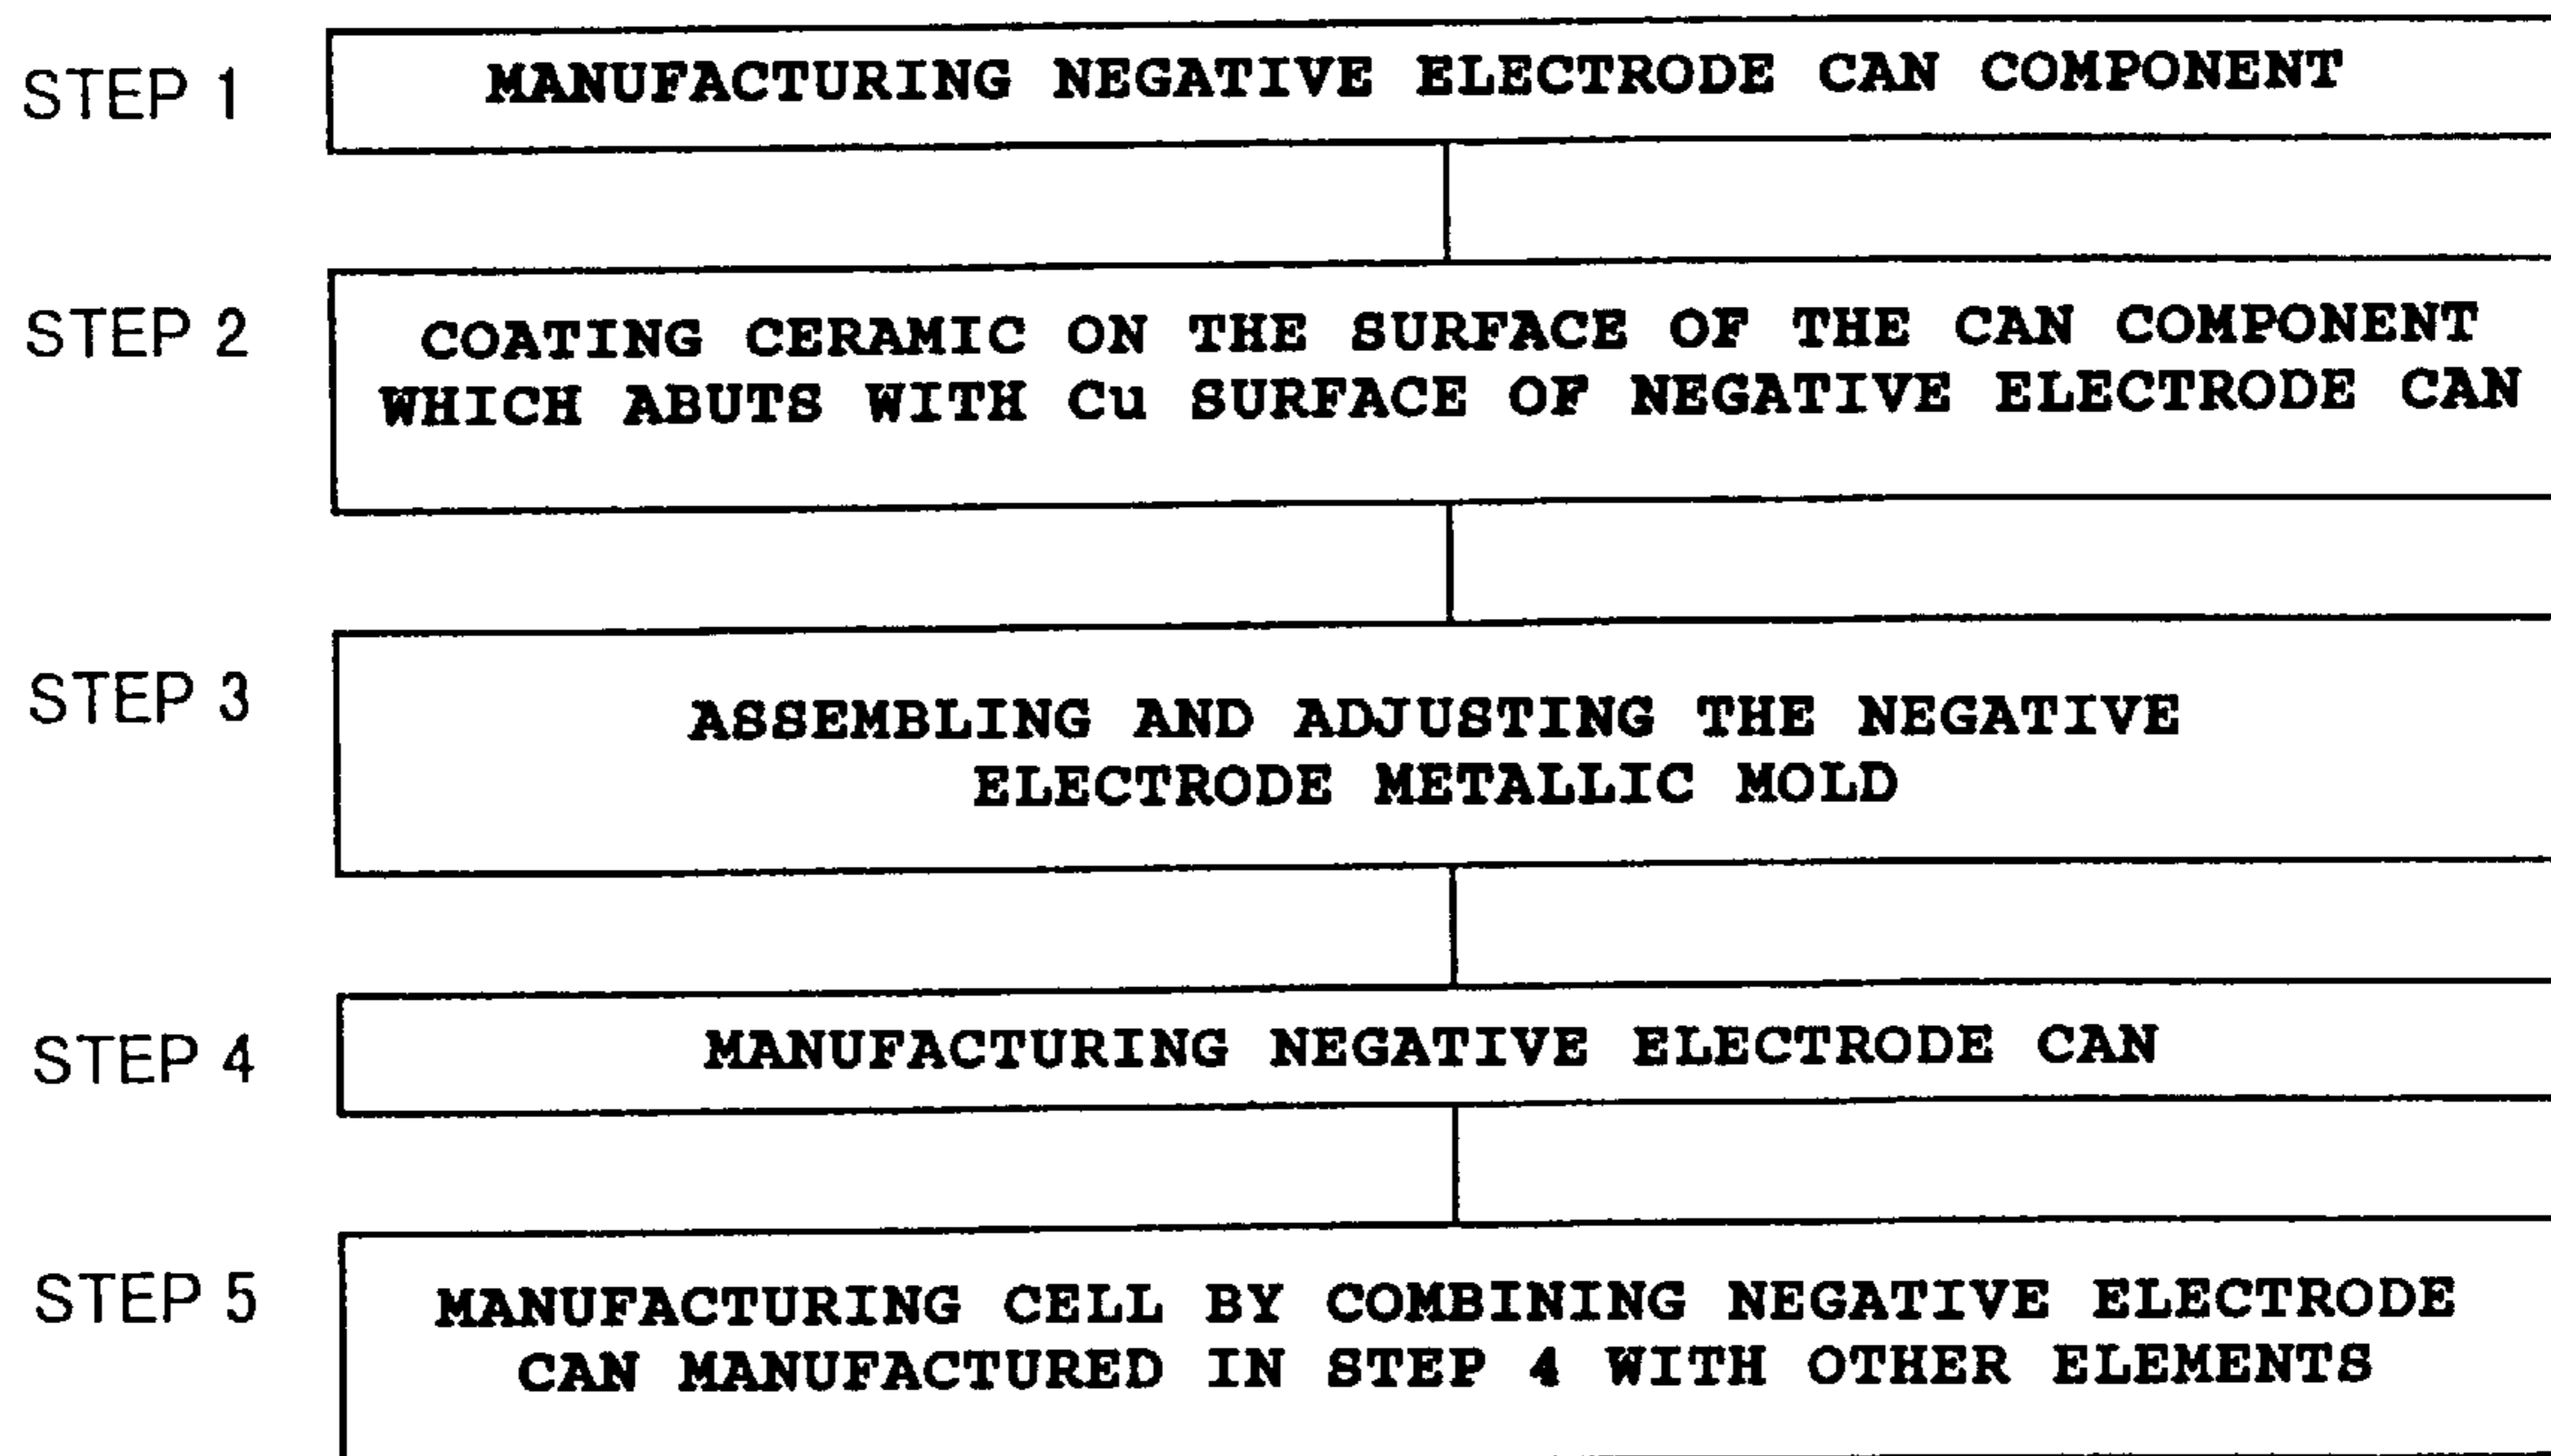 STEP 1
MANUFACTURING NEGATIVE ELECTRODE CAN COMPONENT
STEP 2
COATING CERAMIC ON THE SURFACE OF THE CAN COMPONENT
WHICH ABUTS WITH Cu SURFACE OF NEGATIVE ELECTRODE CAN
STEP 3
ASSEMBLING AND ADJUSTING THE NEGATIVE
ELECTRODE METALLIC MOLD
STEP 4
MANUFACTURING NEGATIVE ELECTRODE CAN
STEP 5
MANUFACTURING CELL BY COMBINING NEGATIVE ELECTRODE
CAN MANUFACTURED IN STEP 4 WITH OTHER ELEMENTS